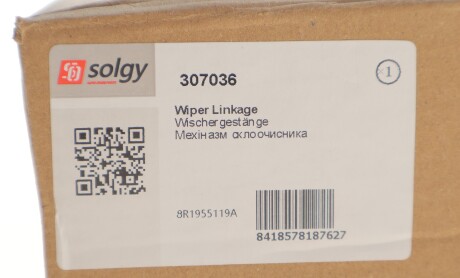 solgy
307036
×1
Wiper Linkage
Wischergestänge
Механізм склоочисника
8R1955119A
8418578187627